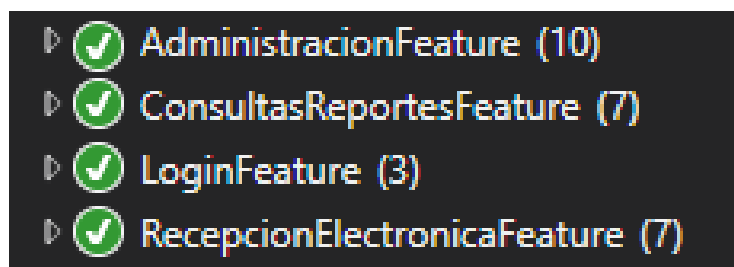 AdministracionFeature (10)
ConsultasReportesFeature (7)
LoginFeature (3)
RecepcionElectronicaFeature (7)